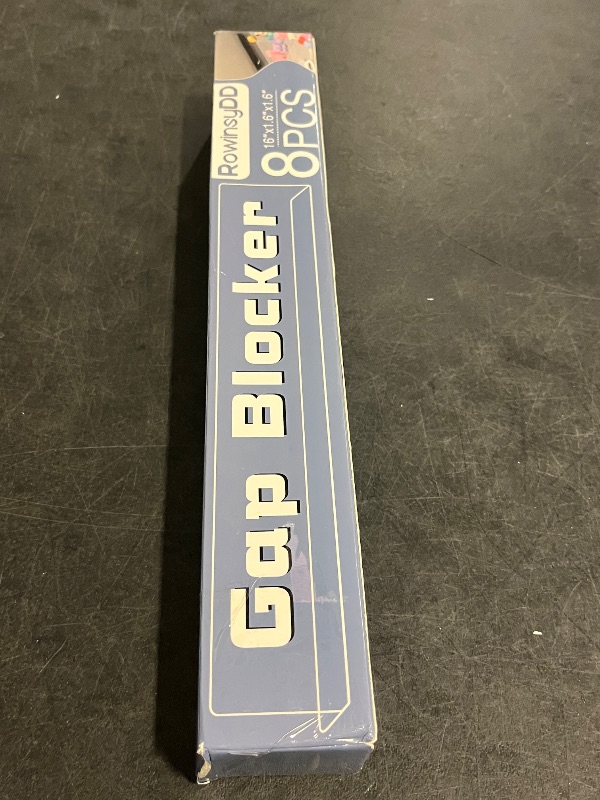 RowinsyDD
16"x1.6"x1.6"
8PCS
Gap Blocker